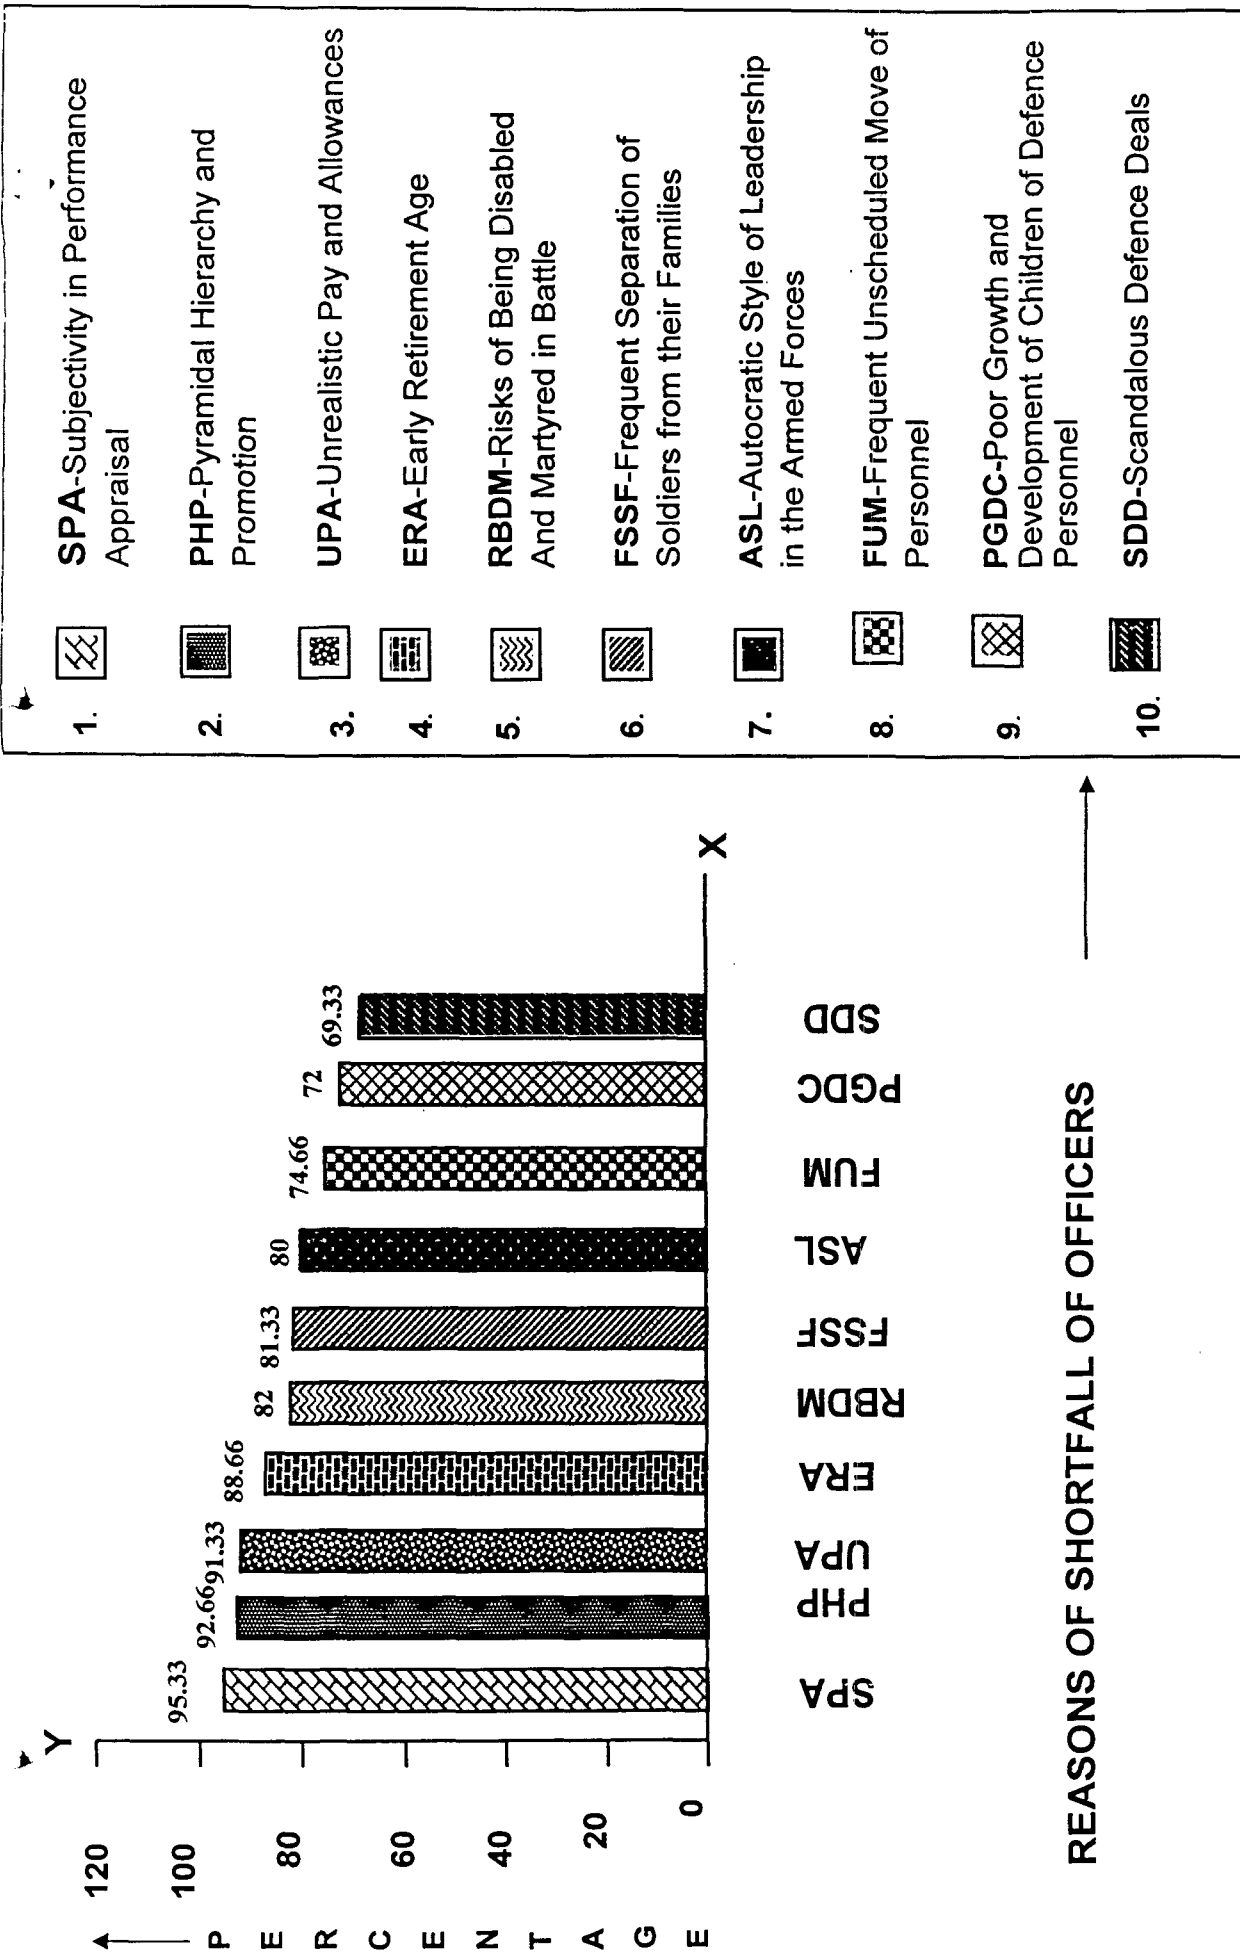 Y
120
100
80
60
40
20
0
PERCENTAGE
95.33
92.66
91.33
88.66
82
81.33
80
74.66
72
69.33
X
SPA
PHP
UPA
ERA
RBDM
FSSF
ASL
FUM
PGDC
SDD
REASONS OF SHORTFALL OF OFFICERS
1. SPA-Subjectivity in Performance
Appraisal
2. PHP-Pyramidal Hierarchy and
Promotion
3. UPA-Unrealistic Pay and Allowances
4. ERA-Early Retirement Age
5. RBDM-Risks of Being Disabled
And Martyred in Battle
6. FSSF-Frequent Separation of
Soldiers from their Families
7. ASL-Autocratic Style of Leadership
in the Armed Forces
8. FUM-Frequent Unscheduled Move of
Personnel
9. PGDC-Poor Growth and
Development of Children of Defence
Personnel
10. SDD-Scandalous Defence Deals